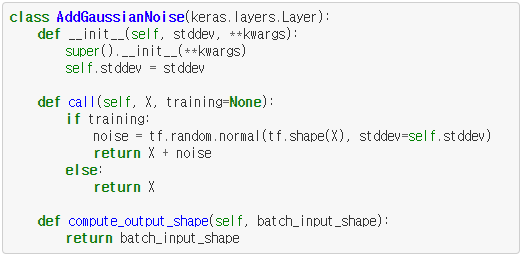 class AddGaussianNoise(keras.layers.Layer):
    def __init__(self, stddev, **kwargs):
        super().__init__(**kwargs)
        self.stddev = stddev

    def call(self, X, training=None):
        if training:
            noise = tf.random.normal(tf.shape(X), stddev=self.stddev)
            return X + noise
        else:
            return X

    def compute_output_shape(self, batch_input_shape):
        return batch_input_shape